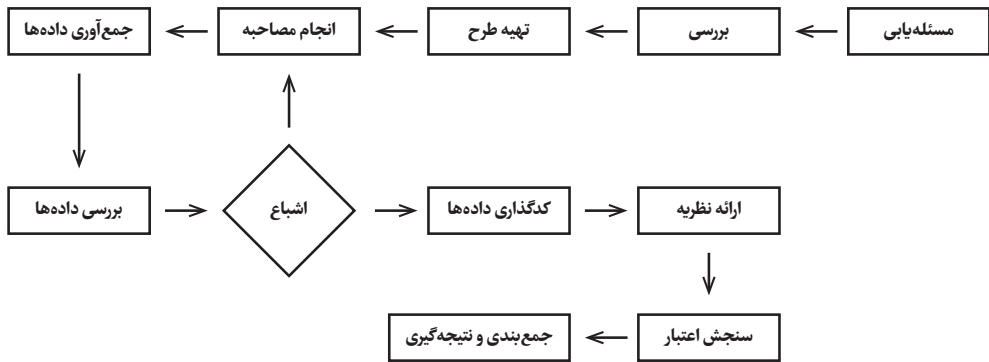 مسئله‌یابی
بررسی
تهیه طرح
انجام مصاحبه
جمع‌آوری داده‌ها
بررسی داده‌ها
اشباع
کدگذاری داده‌ها
ارائه نظریه
سنجش اعتبار
جمع‌بندی و نتیجه‌گیری